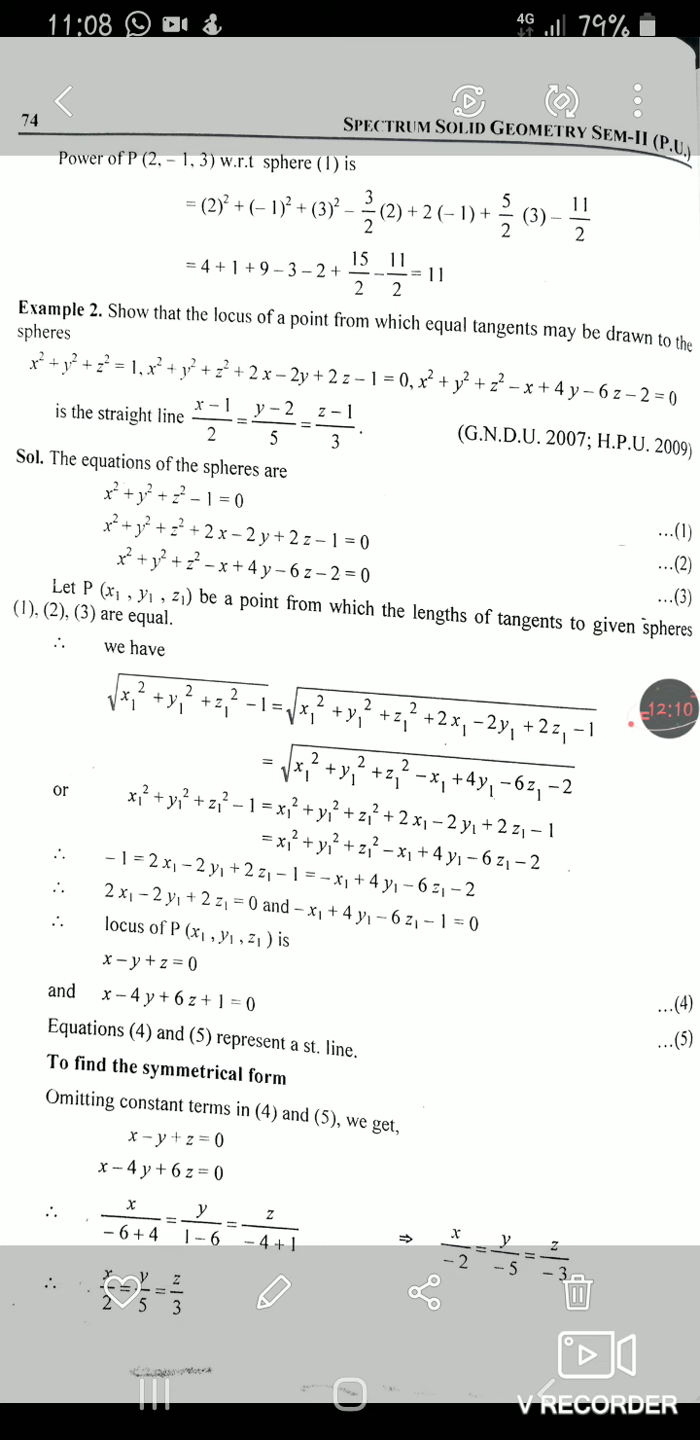 11:08
4G
79%
74
SPECTRUM SOLID GEOMETRY SEM-II (P.U.)
Power of P (2, – 1, 3) w.r.t sphere (1) is
= (2)² + (– 1)² + (3)² – 3/2 (2) + 2 (– 1) + 5/2 (3) – 11/2
= 4 + 1 + 9 – 3 – 2 + 15/2 – 11/2 = 11
Example 2. Show that the locus of a point from which equal tangents may be drawn to the
spheres
x² + y² + z² = 1, x² + y² + z² + 2 x – 2y + 2 z – 1 = 0, x² + y² + z² – x + 4 y – 6 z – 2 = 0
is the straight line (x – 1)/2 = (y – 2)/5 = (z – 1)/3 .
(G.N.D.U. 2007; H.P.U. 2009)
Sol. The equations of the spheres are
x² + y² + z² – 1 = 0 ...(1)
x² + y² + z² + 2 x – 2 y + 2 z – 1 = 0 ...(2)
x² + y² + z² – x + 4 y – 6 z – 2 = 0 ...(3)
Let P (x₁ , y₁ , z₁) be a point from which the lengths of tangents to given spheres
(1), (2), (3) are equal.
∴ we have
√(x₁² + y₁² + z₁² – 1) = √(x₁² + y₁² + z₁² + 2x₁ – 2y₁ + 2z₁ – 1)
12:10
= √(x₁² + y₁² + z₁² – x₁ + 4y₁ – 6z₁ – 2)
or x₁² + y₁² + z₁² – 1 = x₁² + y₁² + z₁² + 2 x₁ – 2 y₁ + 2 z₁ – 1
= x₁² + y₁² + z₁² – x₁ + 4 y₁ – 6 z₁ – 2
∴ – 1 = 2 x₁ – 2 y₁ + 2 z₁ – 1 = – x₁ + 4 y₁ – 6 z₁ – 2
∴ 2 x₁ – 2 y₁ + 2 z₁ = 0 and – x₁ + 4 y₁ – 6 z₁ – 1 = 0
∴ locus of P (x₁ , y₁ , z₁ ) is
x – y + z = 0 ...(4)
and x – 4 y + 6 z + 1 = 0 ...(5)
Equations (4) and (5) represent a st. line.
To find the symmetrical form
Omitting constant terms in (4) and (5), we get,
x – y + z = 0
x – 4 y + 6 z = 0
∴ x/(– 6 + 4) = y/(1 – 6) = z/(– 4 + 1) ⇒ x/(– 2) = y/(– 5) = z/(– 3)
∴ x/2 = y/5 = z/3
V RECORDER